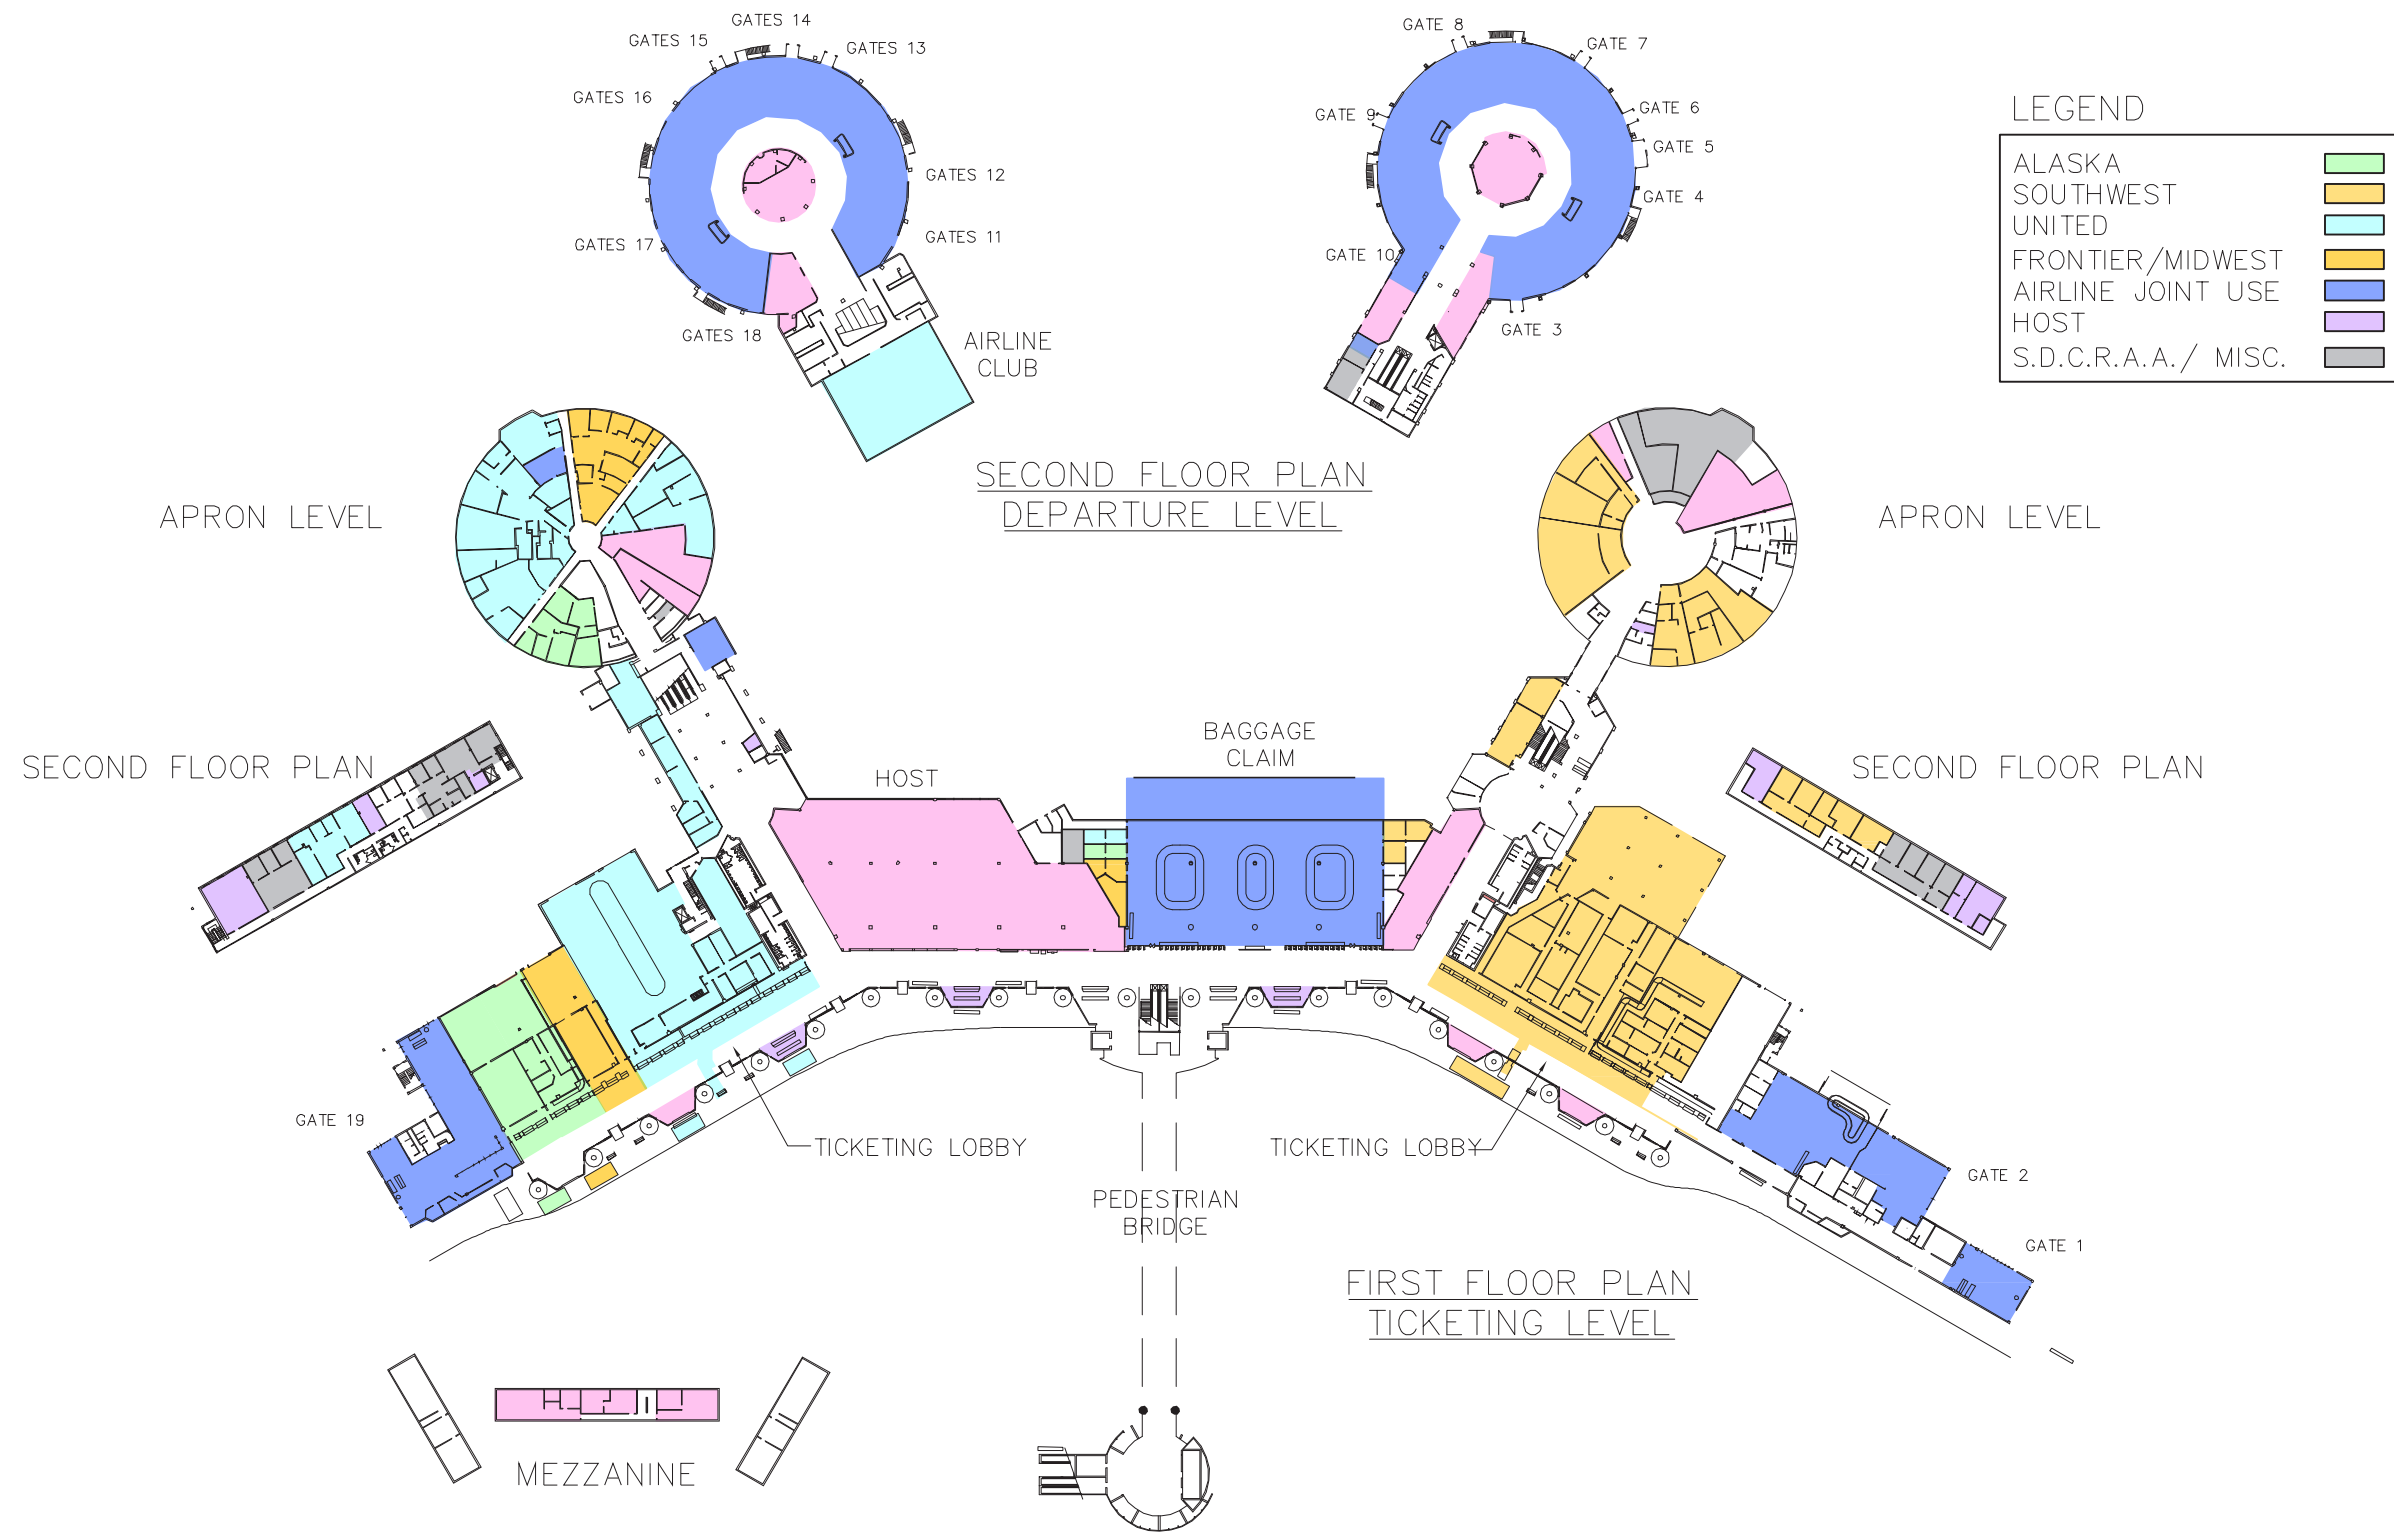 GATES 14
GATES 15
GATES 13
GATES 16
GATES 12
GATES 11
GATES 17
GATES 18
AIRLINE
CLUB
GATE 8
GATE 7
GATE 9
GATE 6
GATE 5
GATE 4
GATE 10
GATE 3
LEGEND
ALASKA
SOUTHWEST
UNITED
FRONTIER/MIDWEST
AIRLINE JOINT USE
HOST
S.D.C.R.A.A./ MISC.
SECOND FLOOR PLAN
DEPARTURE LEVEL
APRON LEVEL
APRON LEVEL
SECOND FLOOR PLAN
HOST
BAGGAGE
CLAIM
SECOND FLOOR PLAN
GATE 19
TICKETING LOBBY
TICKETING LOBBY
PEDESTRIAN
BRIDGE
GATE 2
GATE 1
FIRST FLOOR PLAN
TICKETING LEVEL
MEZZANINE